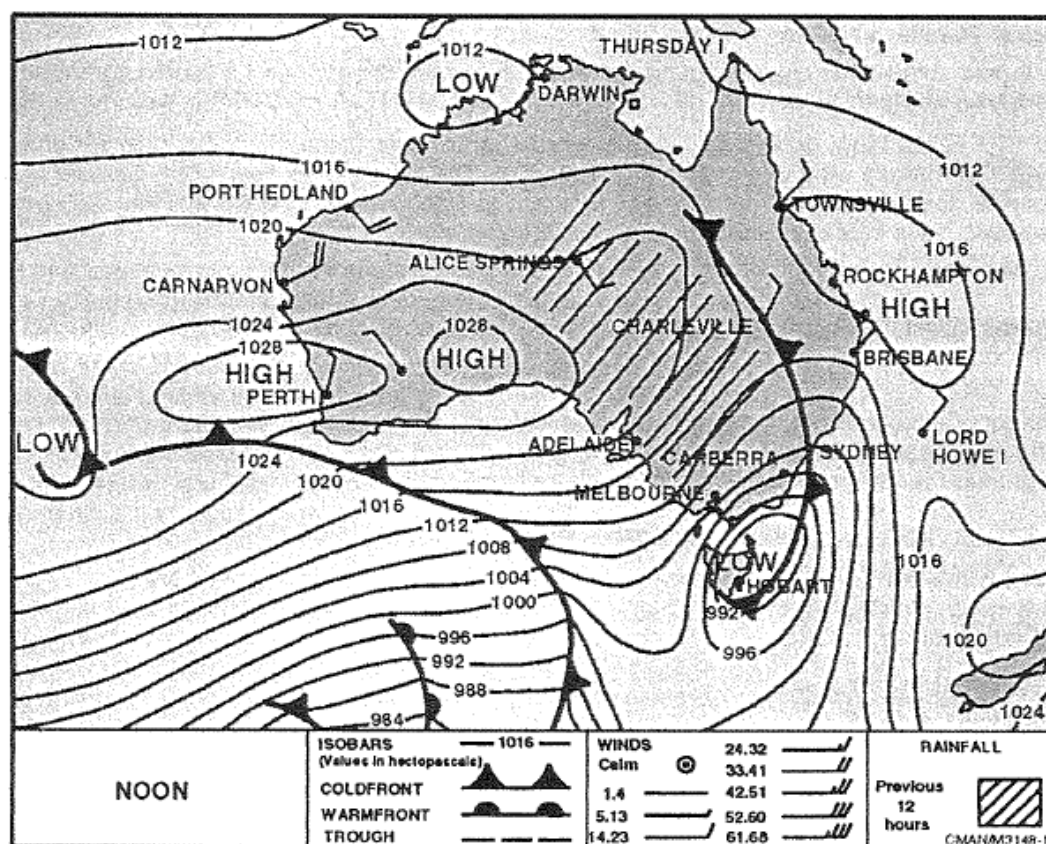 1012
1012
THURSDAY I
LOW
DARWIN
1016
1012
PORT HEDLAND
TOWNSVILLE
1020
1016
ALICE SPRINGS
ROCKHAMPTON
CARNARVON
HIGH
1024
CHARLEVILLE
1028
1028
HIGH
HIGH
BRISBANE
PERTH
LOW
ADELAIDE
SYDNEY
LORD
HOWE I
CARBERRA
1024
1020
MELBOURNE
1016
1012
1008
LOW
1016
1004
HOBART
1000
992
996
996
1020
992
988
984
1024
NOON
ISOBARS 1016
(Values in hectopascals)
COLDFRONT
WARMFRONT
TROUGH
WINDS
Calm
1.4
5.13
14.23
24.32
33.41
42.51
52.60
61.68
RAINFALL
Previous
12
hours